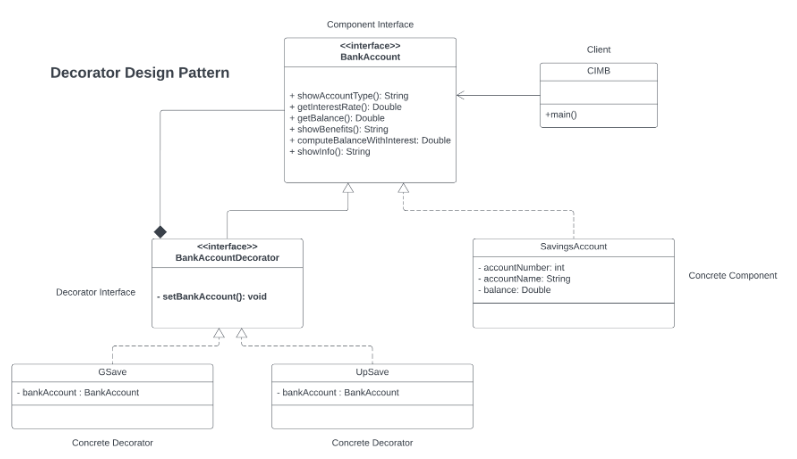 Component Interface
Decorator Design Pattern
<<interface>>
BankAccount
+ showAccountType(): String
+ getInterestRate(): Double
+ getBalance(): Double
+ showBenefits(): String
+ computeBalanceWithInterest: Double
+ showInfo(): String
Client
CIMB
+main()
<<interface>>
BankAccountDecorator
- setBankAccount(): void
Decorator Interface
SavingsAccount
- accountNumber: int
- accountName: String
- balance: Double
Concrete Component
GSave
- bankAccount : BankAccount
Concrete Decorator
UpSave
- bankAccount : BankAccount
Concrete Decorator